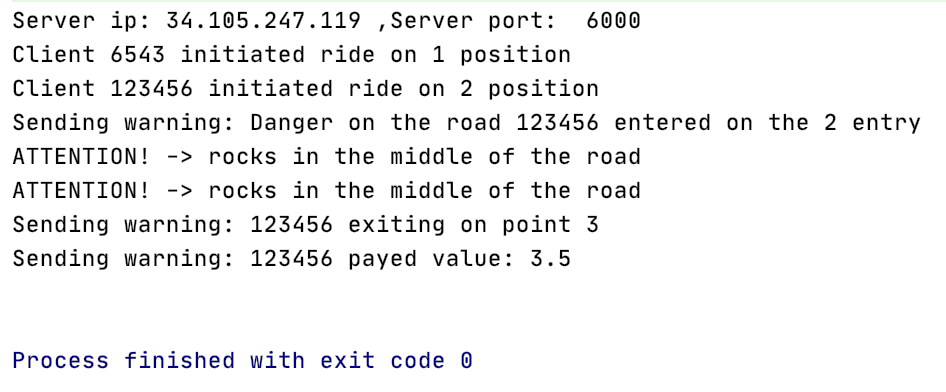 Server ip: 34.105.247.119 ,Server port:  6000
Client 6543 initiated ride on 1 position
Client 123456 initiated ride on 2 position
Sending warning: Danger on the road 123456 entered on the 2 entry
ATTENTION! -> rocks in the middle of the road
ATTENTION! -> rocks in the middle of the road
Sending warning: 123456 exiting on point 3
Sending warning: 123456 payed value: 3.5
Process finished with exit code 0